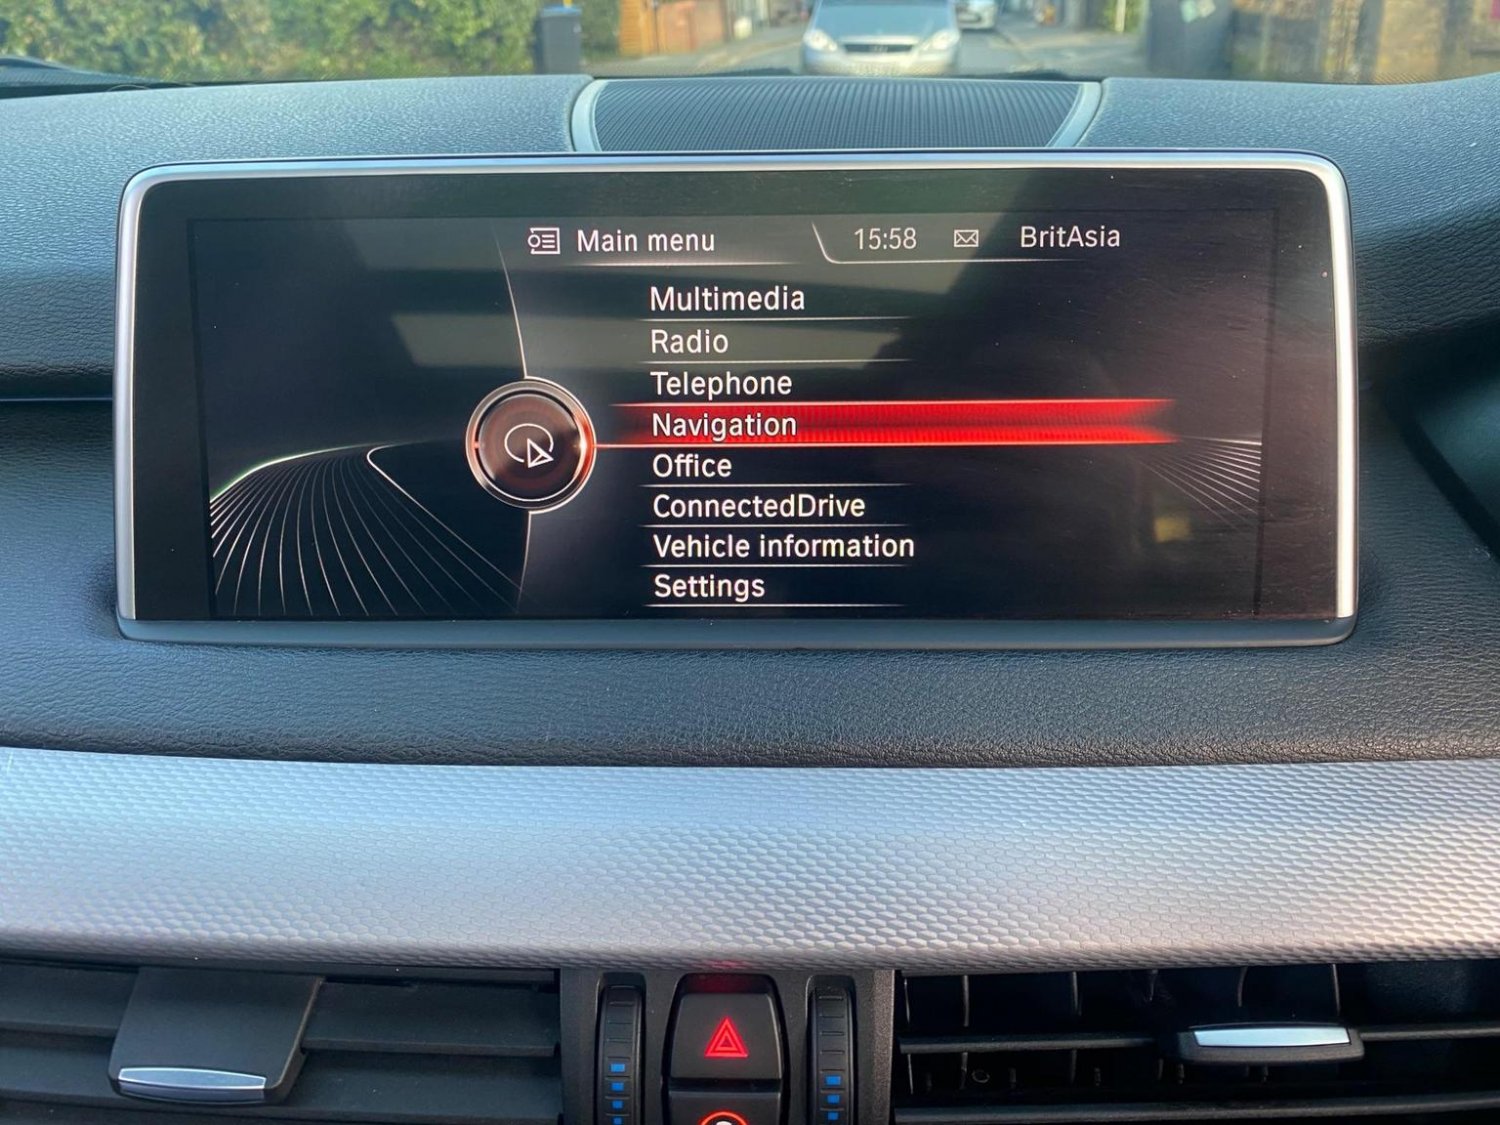 Main menu 15:58 BritAsia
Multimedia
Radio
Telephone
Navigation
Office
ConnectedDrive
Vehicle information
Settings